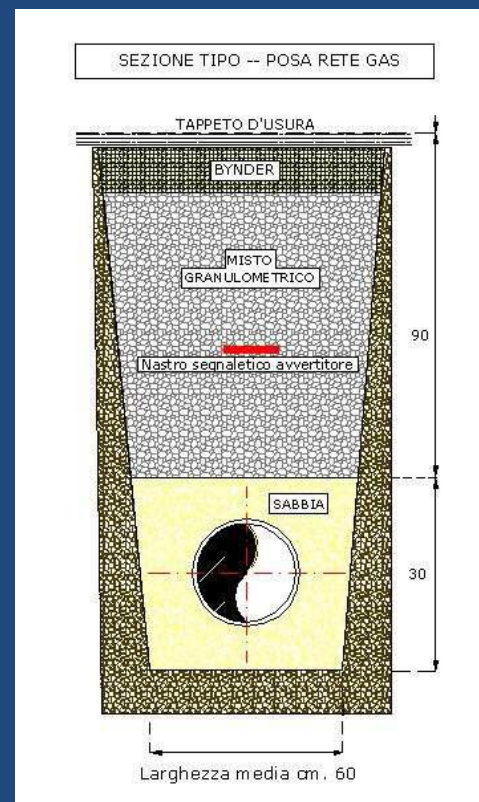 SEZIONE TIPO -- POSA RETE GAS
TAPPETO D'USURA
BYNDER
MISTO
GRANULOMETRICO
90
Nastro segnaletico avvertitore
SABBIA
30
Larghezza media cm. 60